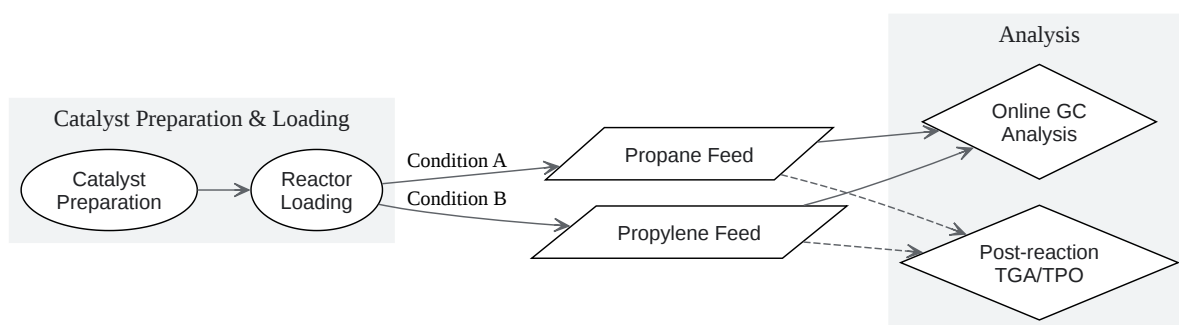 Catalyst Preparation & Loading
Catalyst
Preparation
Reactor
Loading
Condition A
Condition B
Propane Feed
Propylene Feed
Analysis
Online GC
Analysis
Post-reaction
TGA/TPO